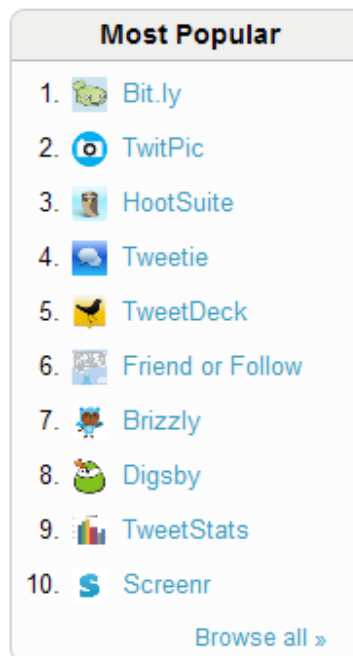 Most Popular
1. Bit.ly
2. TwitPic
3. HootSuite
4. Tweetie
5. TweetDeck
6. Friend or Follow
7. Brizzly
8. Digsby
9. TweetStats
10. Screenr
Browse all »